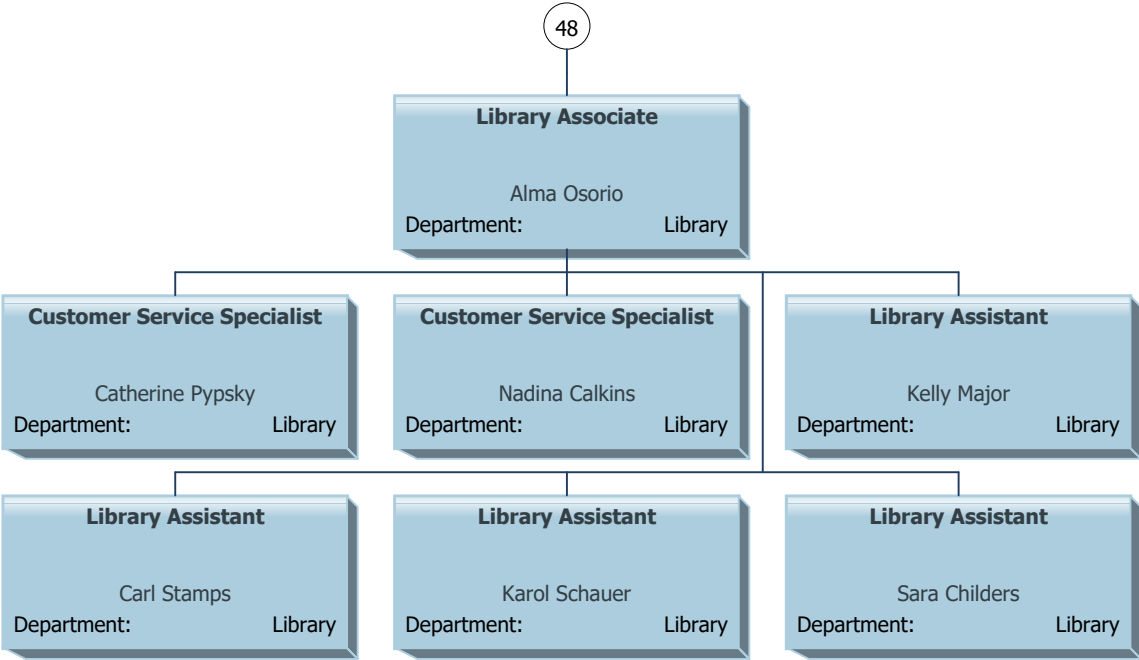 48
Library Associate
Alma Osorio
Department: Library
Customer Service Specialist
Catherine Pypsky
Department: Library
Customer Service Specialist
Nadina Calkins
Department: Library
Library Assistant
Kelly Major
Department: Library
Library Assistant
Carl Stamps
Department: Library
Library Assistant
Karol Schauer
Department: Library
Library Assistant
Sara Childers
Department: Library